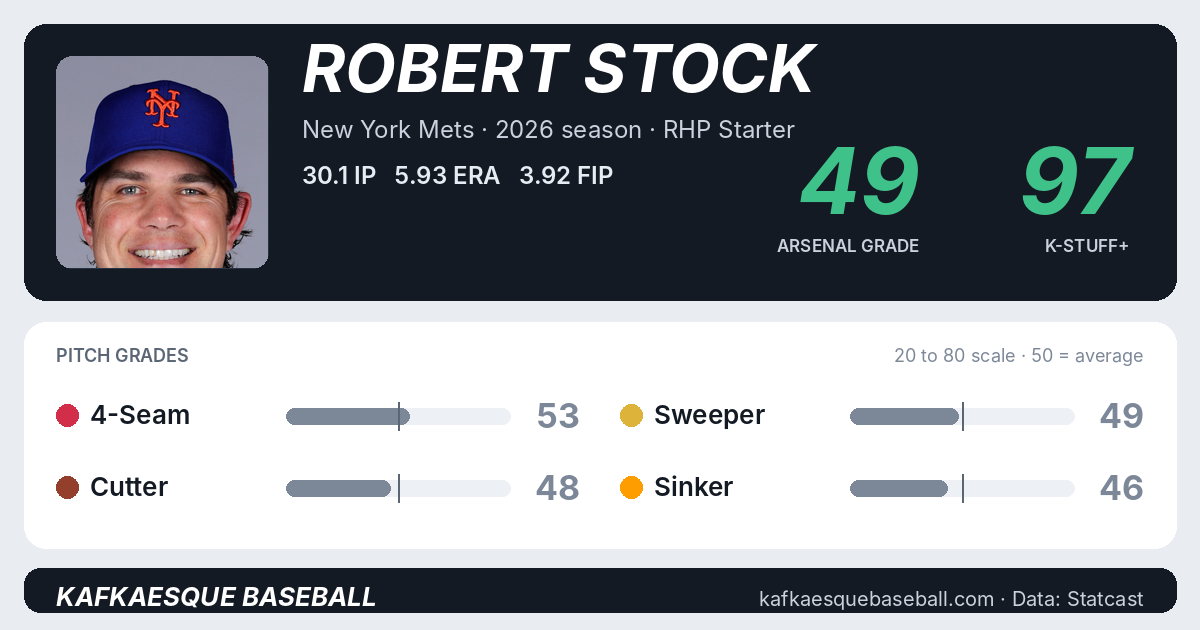 ROBERT STOCK
New York Mets · 2026 season · RHP Starter
30.1 IP 5.93 ERA 3.92 FIP
49 97
ARSENAL GRADE K-STUFF+
PITCH GRADES 20 to 80 scale · 50 = average
4-Seam 53 Sweeper 49
Cutter 48 Sinker 46
KAFKAESQUE BASEBALL kafkaesquebaseball.com · Data: Statcast